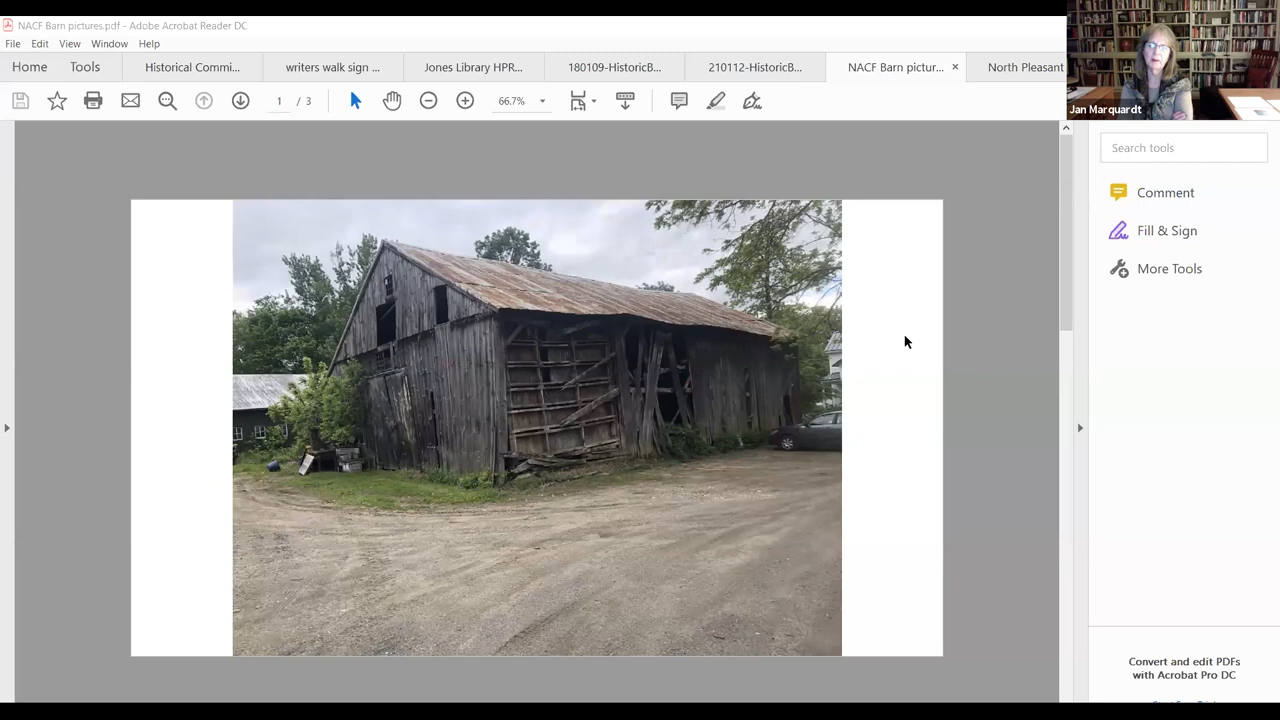 NACF Barn pictures.pdf - Adobe Acrobat Reader DC
File Edit View Window Help
Home Tools Historical Commi... writers walk sign Jones Library HPR... 180109-HistoricB... 210112-HistoricB... NACF Barn pictur... × North Pleasant
1 / 3 66.7%
Jan Marquardt
Search tools
Comment
Fill & Sign
More Tools
Convert and edit PDFs
with Acrobat Pro DC